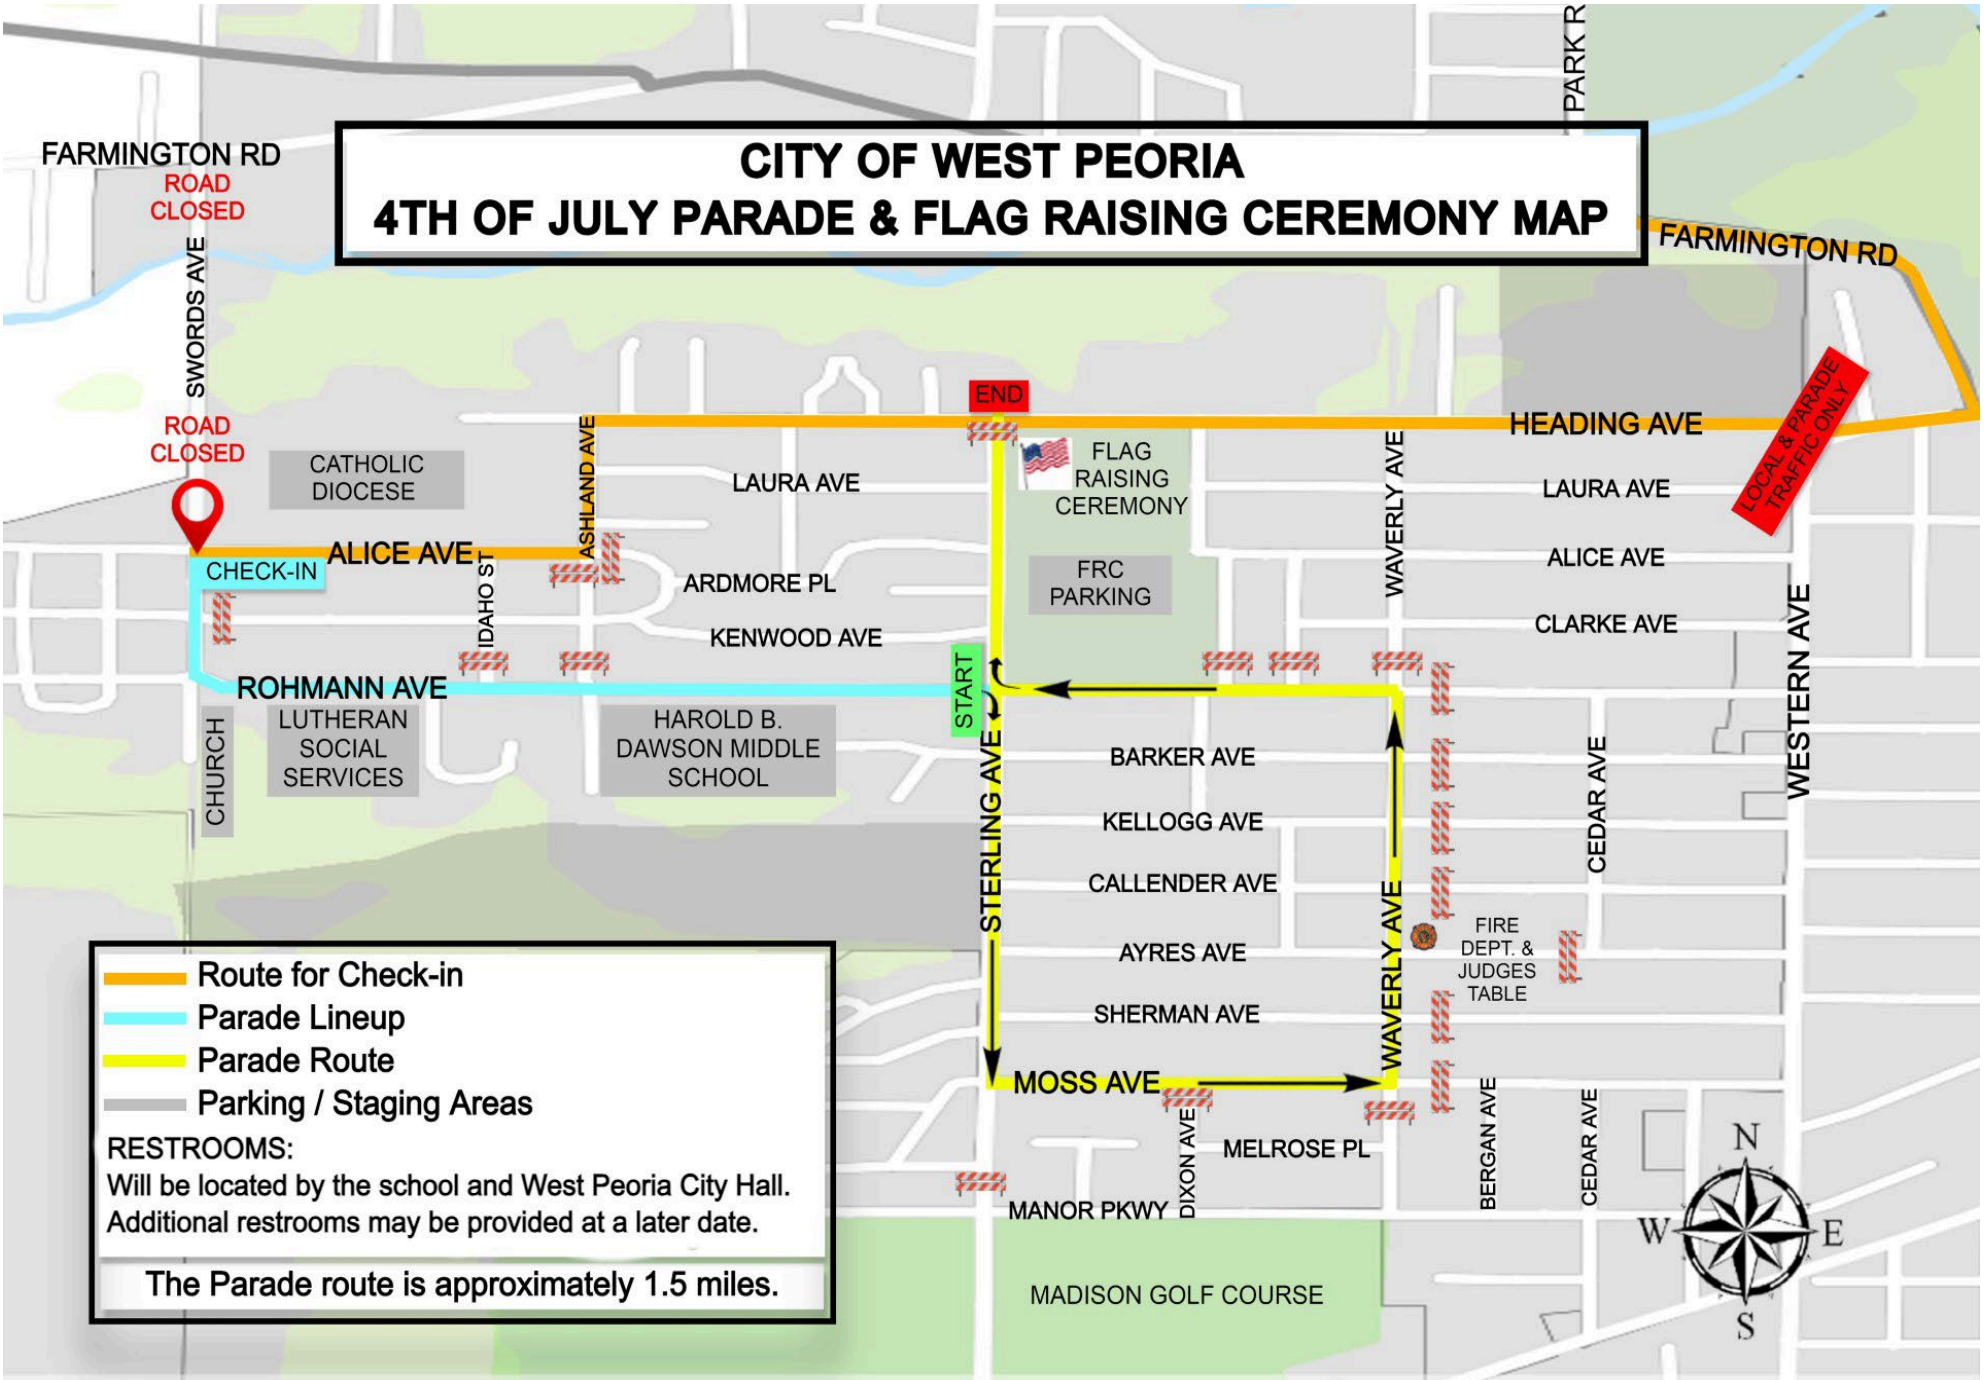 PARK R
CITY OF WEST PEORIA
4TH OF JULY PARADE & FLAG RAISING CEREMONY MAP
FARMINGTON RD
ROAD
CLOSED
SWORDS AVE
FARMINGTON RD
ROAD
CLOSED
CATHOLIC
DIOCESE
END
HEADING AVE
LOCAL & PARADE
TRAFFIC ONLY
ASHLAND AVE
LAURA AVE
FLAG
RAISING
CEREMONY
WAVERLY AVE
LAURA AVE
ALICE AVE
CHECK-IN
IDAHO ST
ARDMORE PL
FRC
PARKING
ALICE AVE
KENWOOD AVE
CLARKE AVE
WESTERN AVE
ROHMANN AVE
START
CHURCH
LUTHERAN
SOCIAL
SERVICES
HAROLD B.
DAWSON MIDDLE
SCHOOL
STERLING AVE
BARKER AVE
CEDAR AVE
KELLOGG AVE
CALLENDER AVE
WAVERLY AVE
FIRE
DEPT. &
JUDGES
TABLE
AYRES AVE
SHERMAN AVE
MOSS AVE
DIXON AVE
MELROSE PL
BERGAN AVE
CEDAR AVE
MANOR PKWY
MADISON GOLF COURSE
Route for Check-in
Parade Lineup
Parade Route
Parking / Staging Areas
RESTROOMS:
Will be located by the school and West Peoria City Hall.
Additional restrooms may be provided at a later date.
The Parade route is approximately 1.5 miles.
N
W
E
S